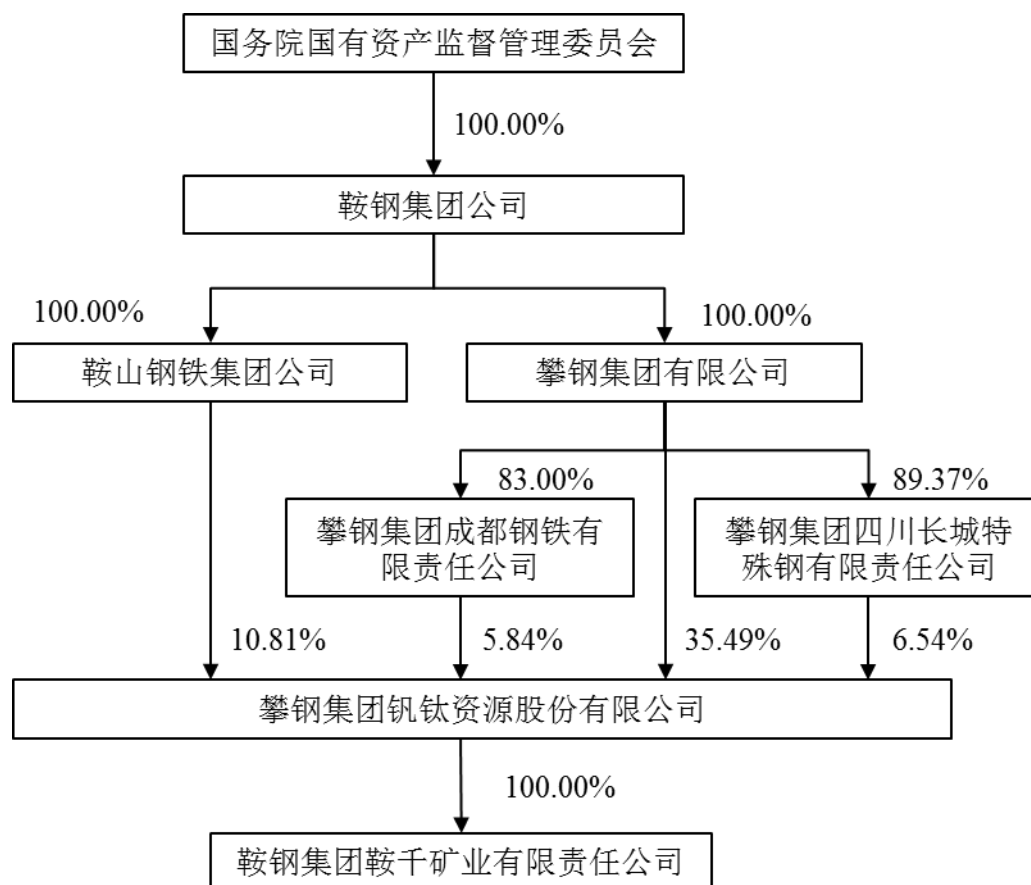 国务院国有资产监督管理委员会
100.00%
鞍钢集团公司
100.00%
100.00%
鞍山钢铁集团公司
攀钢集团有限公司
83.00%
89.37%
攀钢集团成都钢铁有
限责任公司
攀钢集团四川长城特
殊钢有限责任公司
10.81%
5.84%
35.49%
6.54%
攀钢集团钒钛资源股份有限公司
100.00%
鞍钢集团鞍千矿业有限责任公司